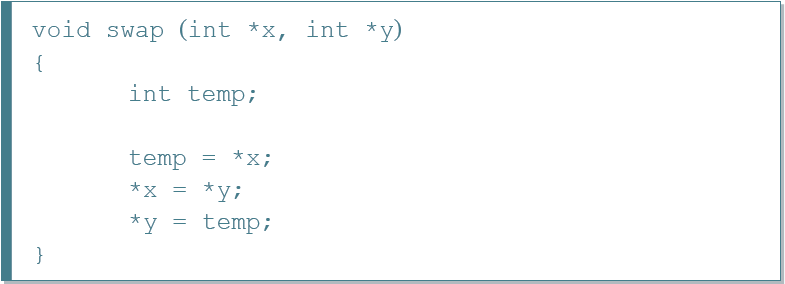 void swap (int *x, int *y)
{
int temp;
temp = *x;
*x = *y;
*y = temp;
}